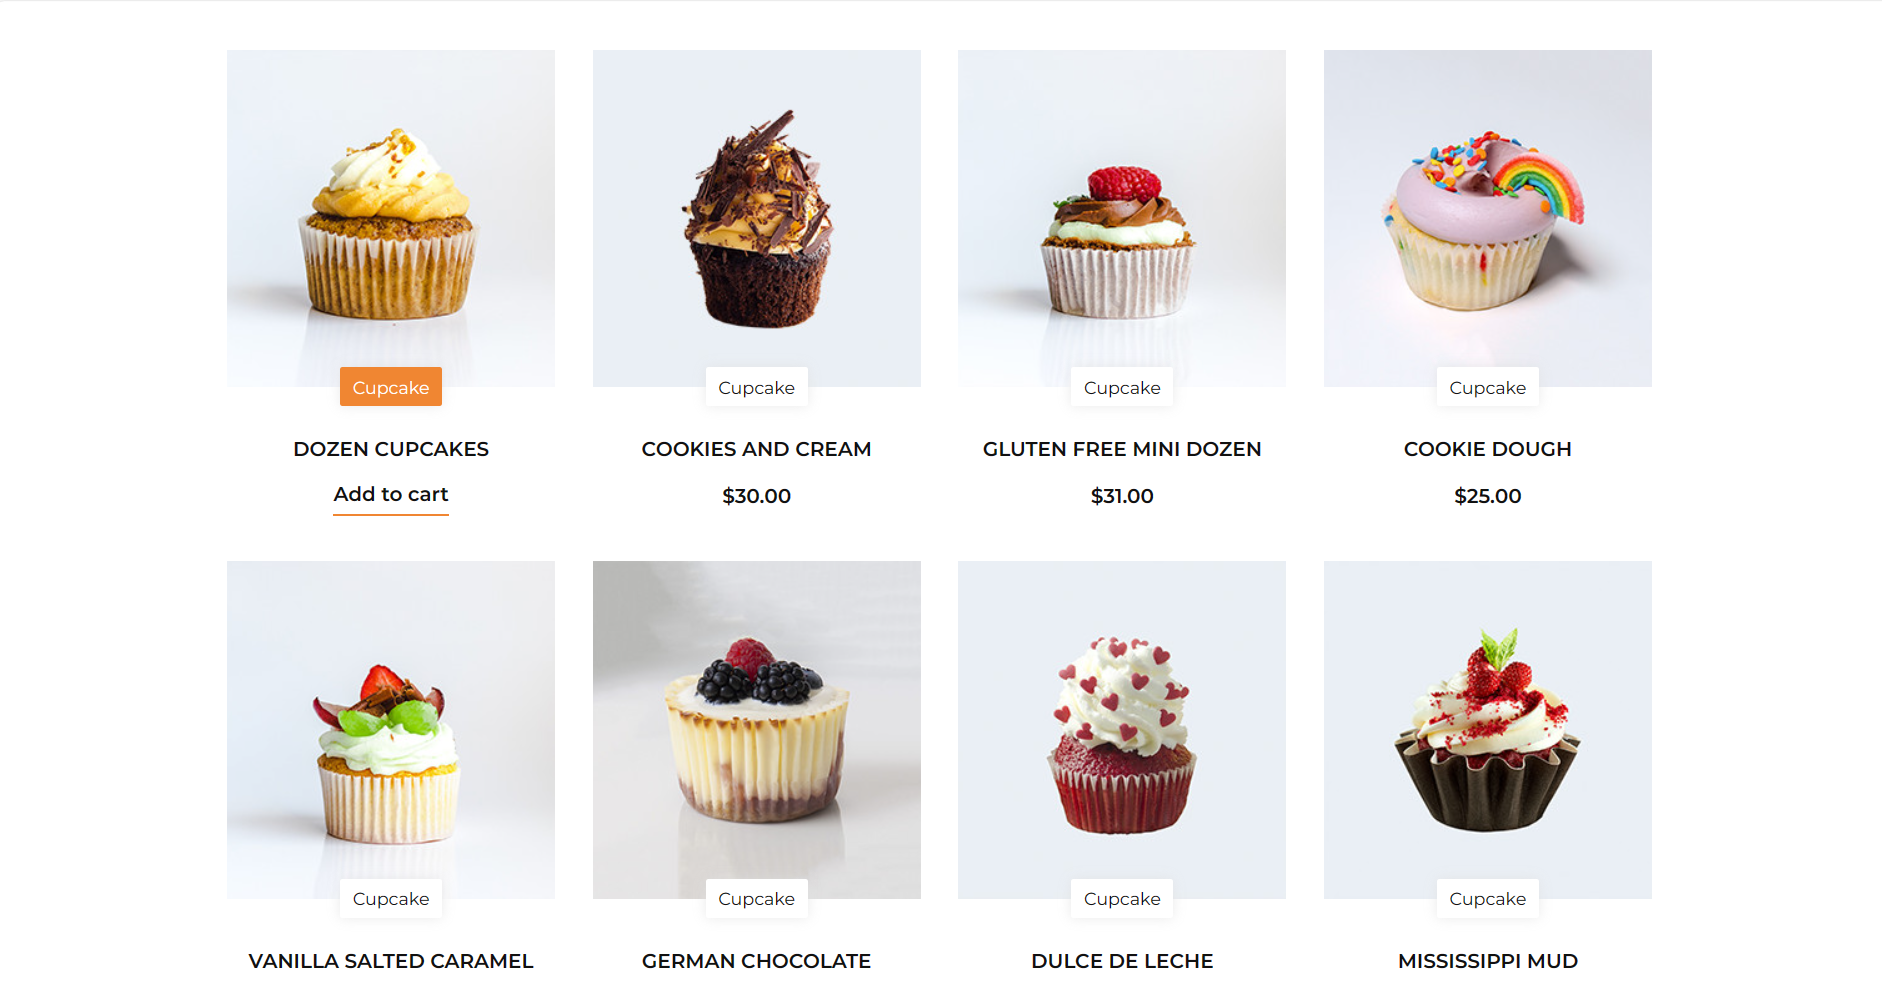 Cupcake
Cupcake
Cupcake
Cupcake
DOZEN CUPCAKES
COOKIES AND CREAM
GLUTEN FREE MINI DOZEN
COOKIE DOUGH
Add to cart
$30.00
$31.00
$25.00
Cupcake
Cupcake
Cupcake
Cupcake
VANILLA SALTED CARAMEL
GERMAN CHOCOLATE
DULCE DE LECHE
MISSISSIPPI MUD